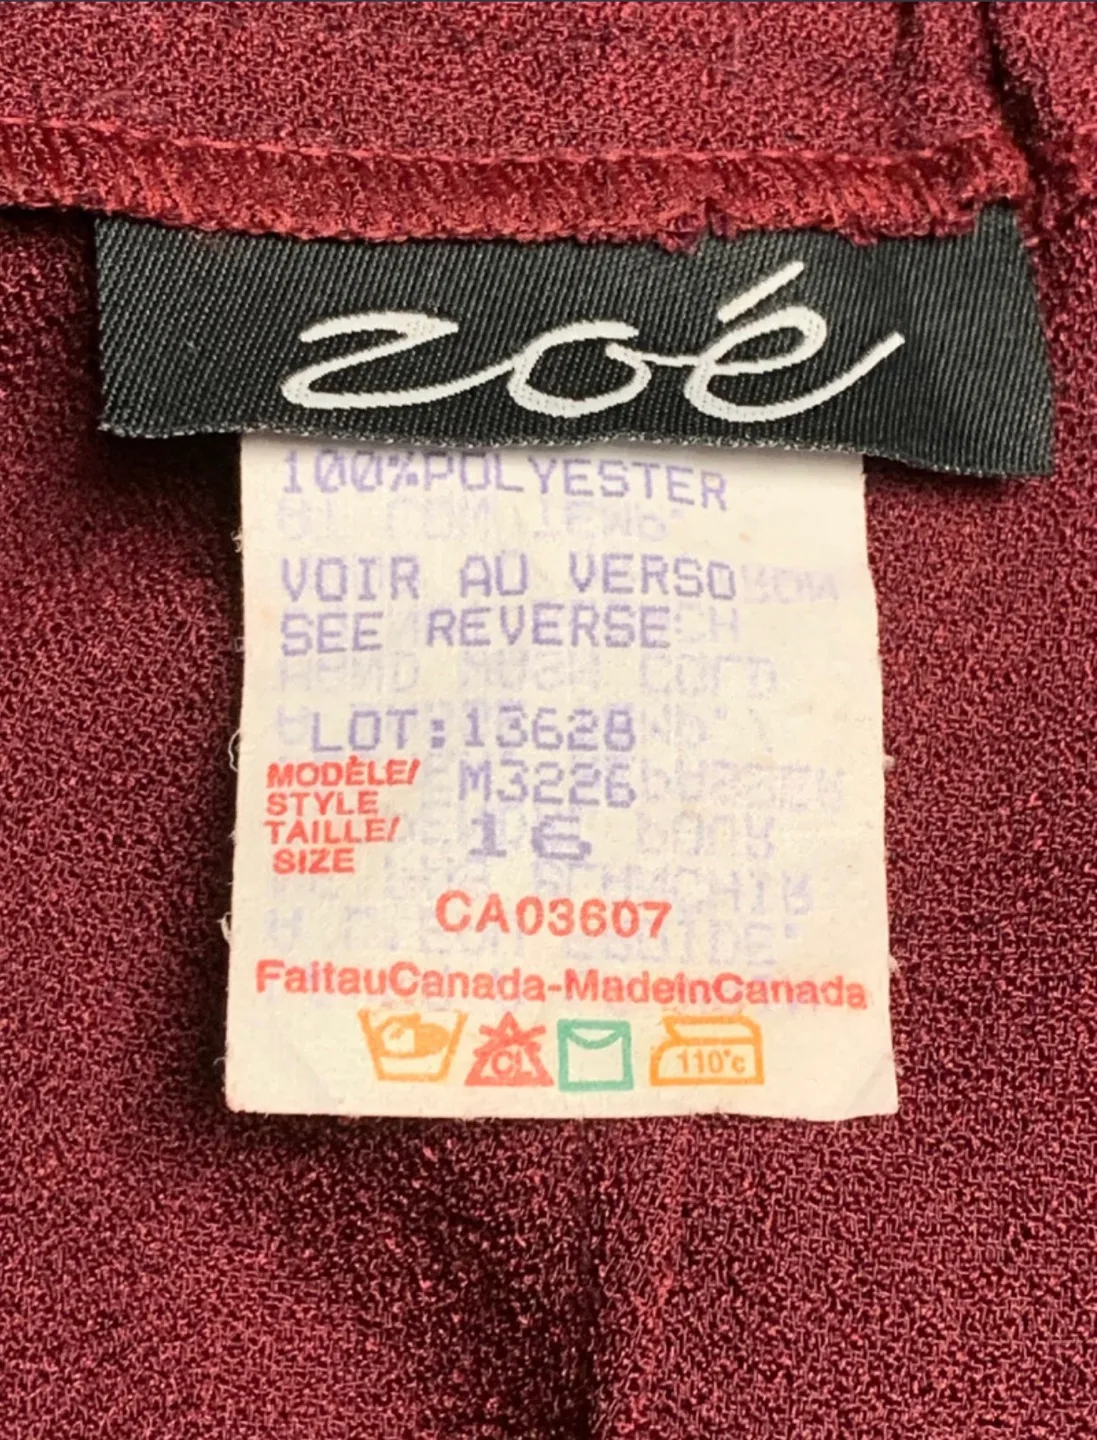 zoé
100%POLYESTER
VOIR AU VERSO
SEE REVERSE
LOT:13628
MODÈLE/
STYLE M3226
TAILLE/
SIZE 16
CA03607
FaitauCanada-MadeinCanada
CL 110°c